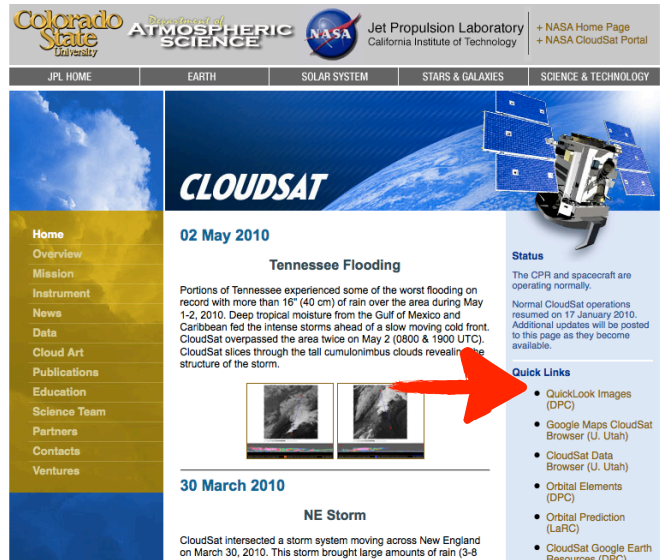 Colorado
State
University
Department of
ATMOSPHERIC
SCIENCE
NASA
Jet Propulsion Laboratory
California Institute of Technology
+ NASA Home Page
+ NASA CloudSat Portal
JPL HOME
EARTH
SOLAR SYSTEM
STARS & GALAXIES
SCIENCE & TECHNOLOGY
CLOUDSAT
Home
Overview
Mission
Instrument
News
Data
Cloud Art
Publications
Education
Science Team
Partners
Contacts
Ventures
02 May 2010
Tennessee Flooding
Portions of Tennessee experienced some of the worst flooding on
record with more than 16" (40 cm) of rain over the area during May
1-2, 2010. Deep tropical moisture from the Gulf of Mexico and
Caribbean fed the intense storms ahead of a slow moving cold front.
CloudSat overpassed the area twice on May 2 (0800 & 1900 UTC).
CloudSat slices through the tall cumulonimbus clouds revealing the
structure of the storm.
30 March 2010
NE Storm
CloudSat intersected a storm system moving across New England
on March 30, 2010. This storm brought large amounts of rain (3-8
Status
The CPR and spacecraft are
operating normally.
Normal CloudSat operations
resumed on 17 January 2010.
Additional updates will be posted
to this page as they become
available.
Quick Links
QuickLook Images
(DPC)
Google Maps CloudSat
Browser (U. Utah)
CloudSat Data
Browser (U. Utah)
Orbital Elements
(DPC)
Orbital Prediction
(LaRC)
CloudSat Google Earth
Resources (DPC)